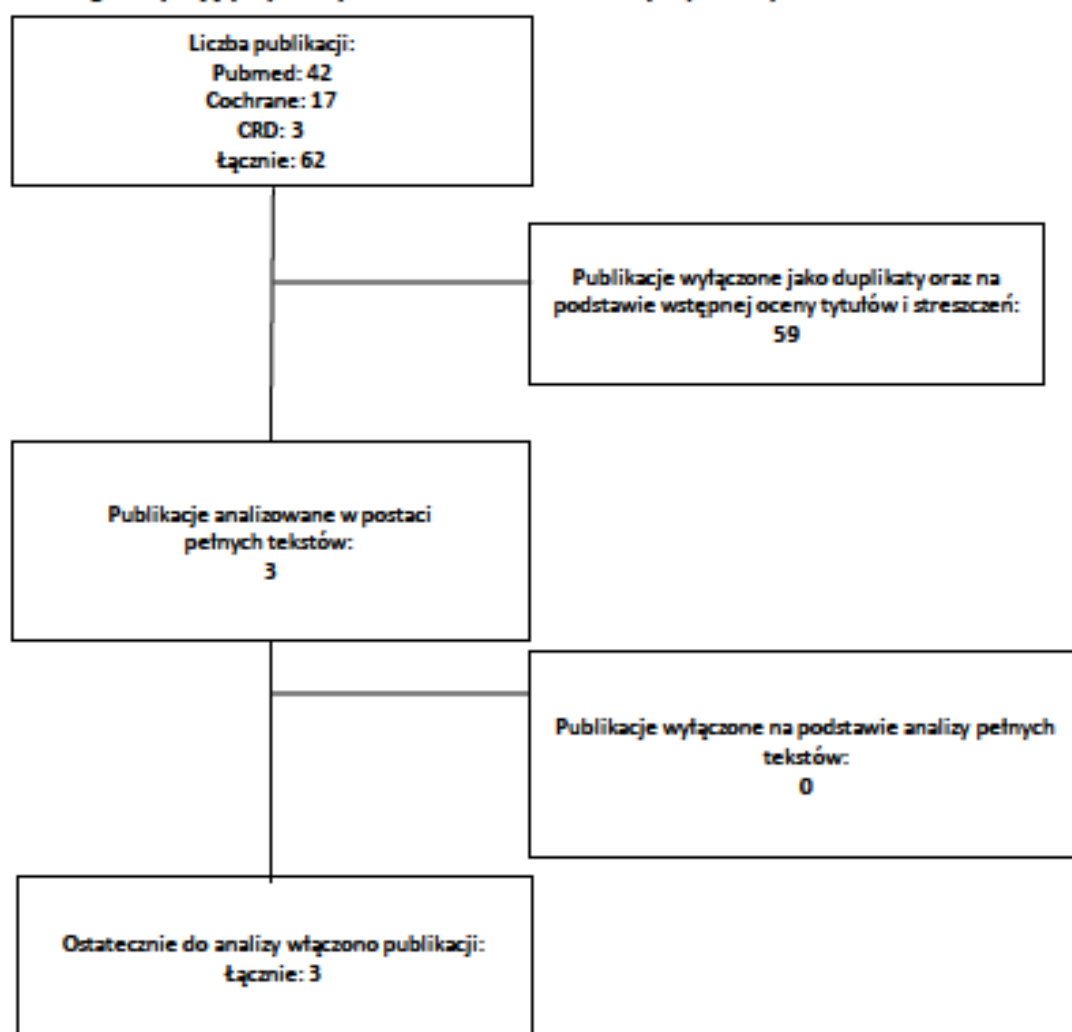 Liczba publikacji:
Pubmed: 42
Cochrane: 17
CRD: 3
Łącznie: 62
Publikacje wyłączone jako duplikaty oraz na
podstawie wstępnej oceny tytułów i streszczeń:
59
Publikacje analizowane w postaci
pełnych tekstów:
3
Publikacje wyłączone na podstawie analizy pełnych
tekstów:
0
Ostatecznie do analizy włączono publikacji:
Łącznie: 3